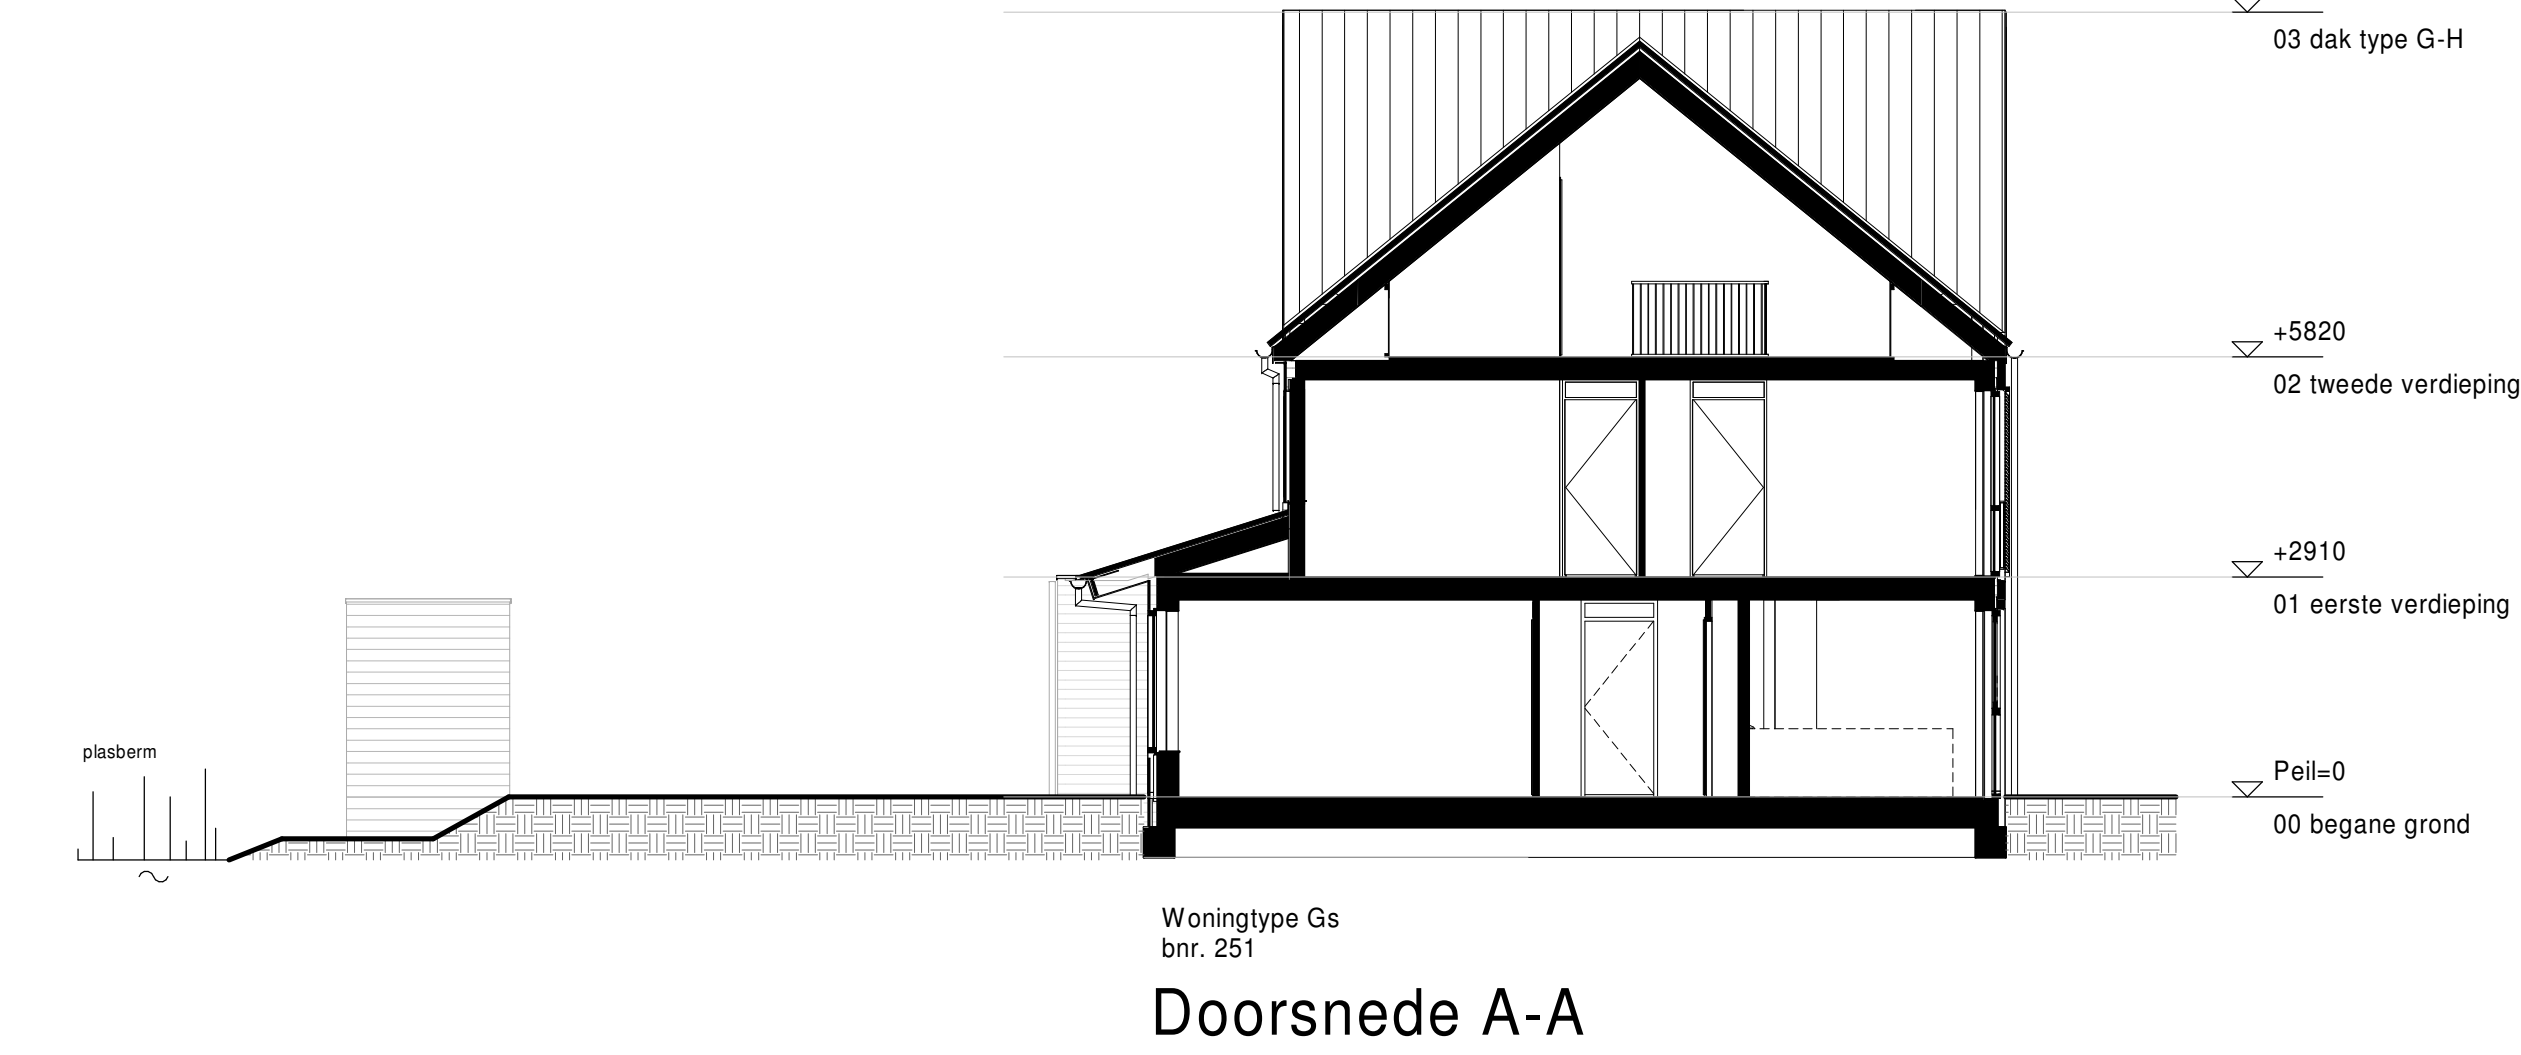 03 dak type G-H
+5820
02 tweede verdieping
+2910
01 eerste verdieping
plasberm
Peil=0
00 begane grond
Woningtype Gs
bnr. 251
Doorsnede A-A